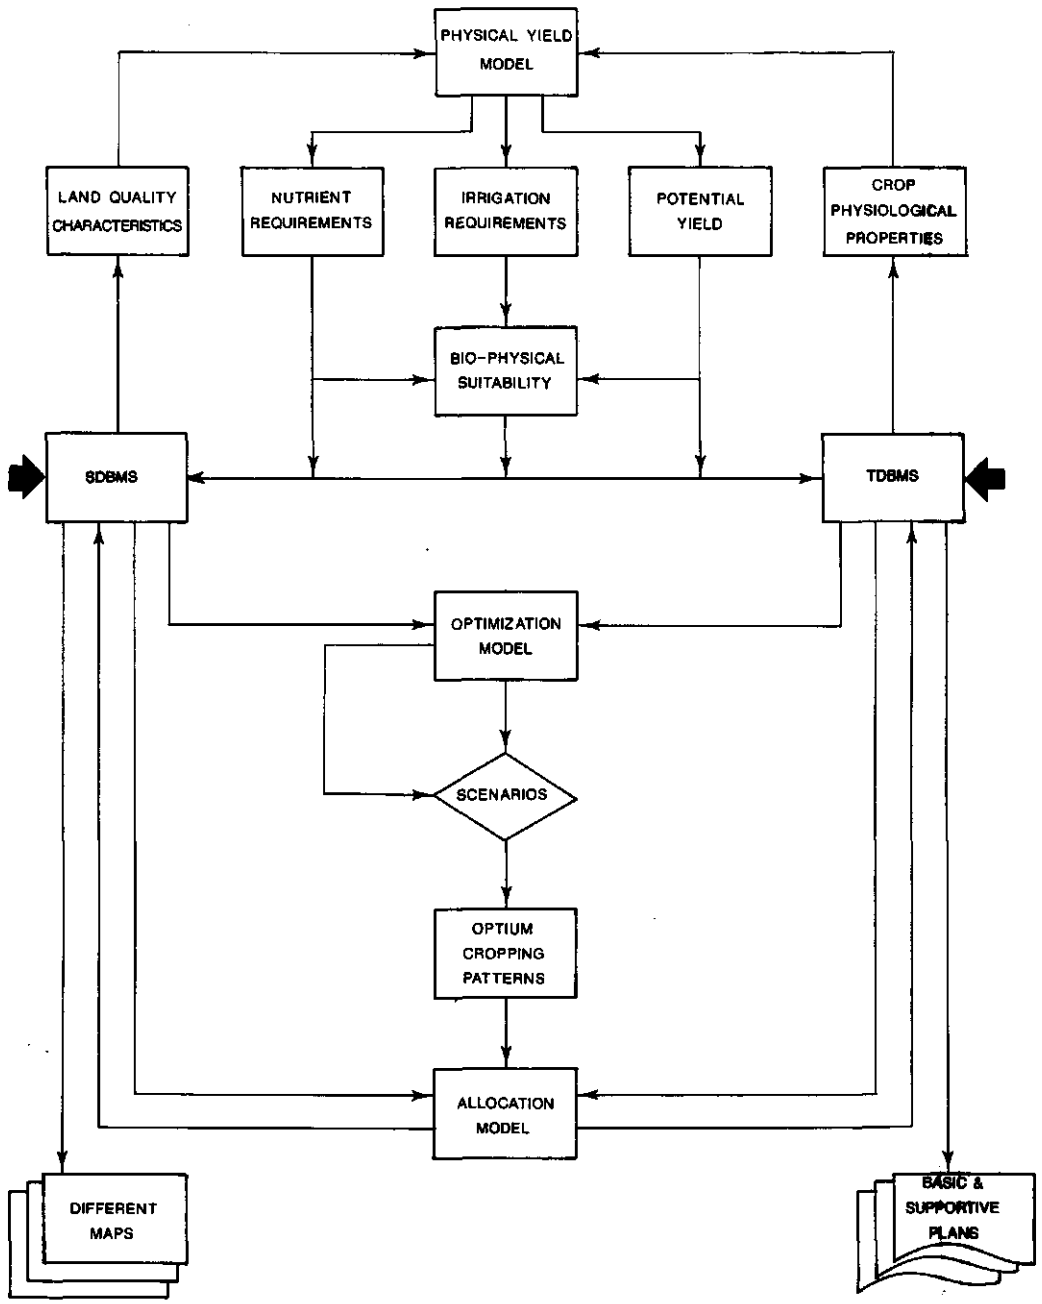 PHYSICAL YIELD
MODEL
LAND QUALITY
CHARACTERISTICS
NUTRIENT
REQUIREMENTS
IRRIGATION
REQUIREMENTS
POTENTIAL
YIELD
CROP
PHYSIOLOGICAL
PROPERTIES
BIO-PHYSICAL
SUITABILITY
SDBMS
TDBMS
OPTIMIZATION
MODEL
SCENARIOS
OPTIUM
CROPPING
PATTERNS
ALLOCATION
MODEL
DIFFERENT
MAPS
BASIC &
SUPPORTIVE
PLANS